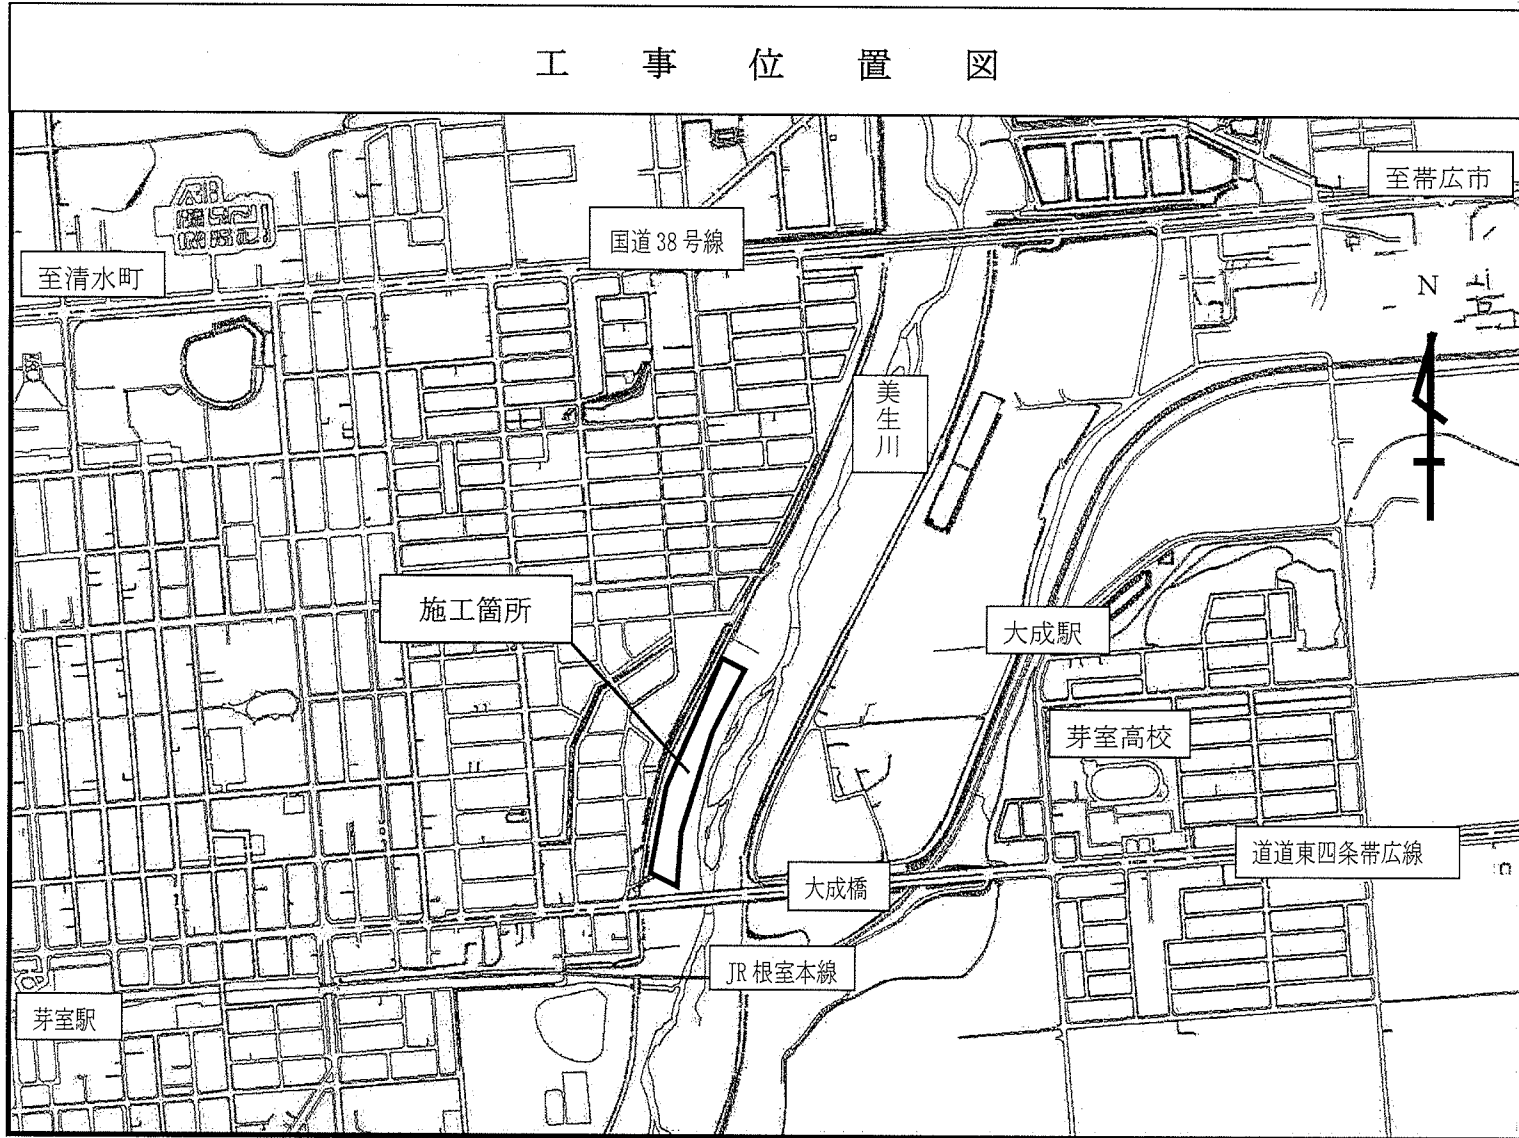 工事位置図
至帯広市
国道38号線
至清水町
N
美生川
施工箇所
大成駅
芽室高校
道道東四条帯広線
大成橋
JR根室本線
芽室駅